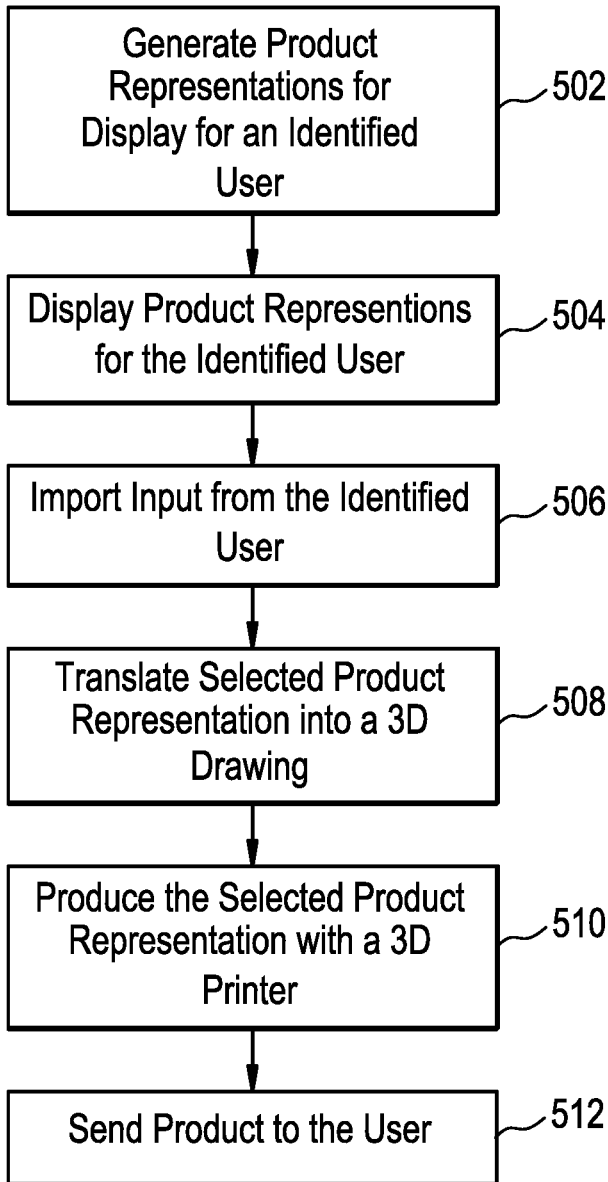 Generate Product
Representations for
Display for an Identified
User
502
Display Product Represention​s
for the Identified User
504
Import Input from the Identified
User
506
Translate Selected Product
Representation into a 3D
Drawing
508
Produce the Selected Product
Representation with a 3D
Printer
510
Send Product to the User
512